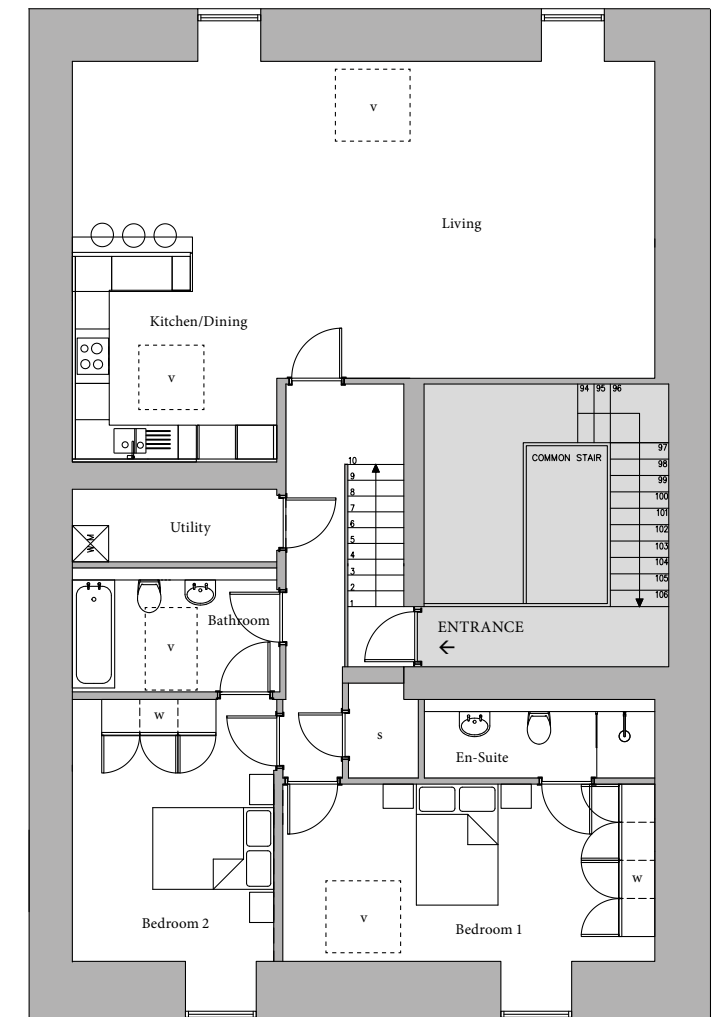 v
Living
Kitchen/Dining
v
94 95 96
97
COMMON STAIR
98
99
100
101
102
103
104
105
106
10
9
8
7
6
5
4
3
2
1
Utility
W/M
Bathroom
v
ENTRANCE
←
w
s
En-Suite
w
v
Bedroom 2
Bedroom 1